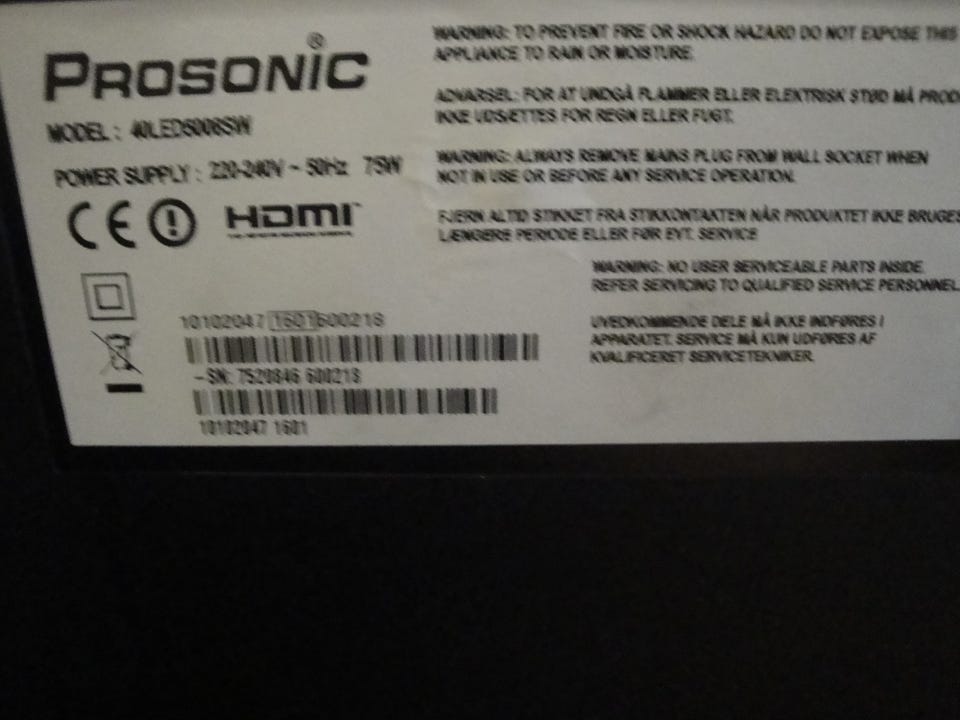 PROSONIC®
MODEL : 40LED6008SW
POWER SUPPLY : 220-240V ~ 50Hz 75W
CE HDMI™
10102047 1601600218
-SN: 7520846 600218
10102047 1601
WARNING: TO PREVENT FIRE OR SHOCK HAZARD DO NOT EXPOSE THIS
APPLIANCE TO RAIN OR MOISTURE.
ADVARSEL: FOR AT UNDGÅ FLAMMER ELLER ELEKTRISK STØD MÅ PROD
IKKE UDSÆTTES FOR REGN ELLER FUGT.
WARNING: ALWAYS REMOVE MAINS PLUG FROM WALL SOCKET WHEN
NOT IN USE OR BEFORE ANY SERVICE OPERATION.
FJERN ALTID STIKKET FRA STIKKONTAKTEN NÅR PRODUKTET IKKE BRUGES
LÆNGERE PERIODE ELLER FØR EVT. SERVICE
WARNING: NO USER SERVICEABLE PARTS INSIDE.
REFER SERVICING TO QUALIFIED SERVICE PERSONNEL.
UVEDKOMMENDE DELE MÅ IKKE INDFØRES I
APPARATET. SERVICE MÅ KUN UDFØRES AF
KVALIFICERET SERVICETEKNIKER.